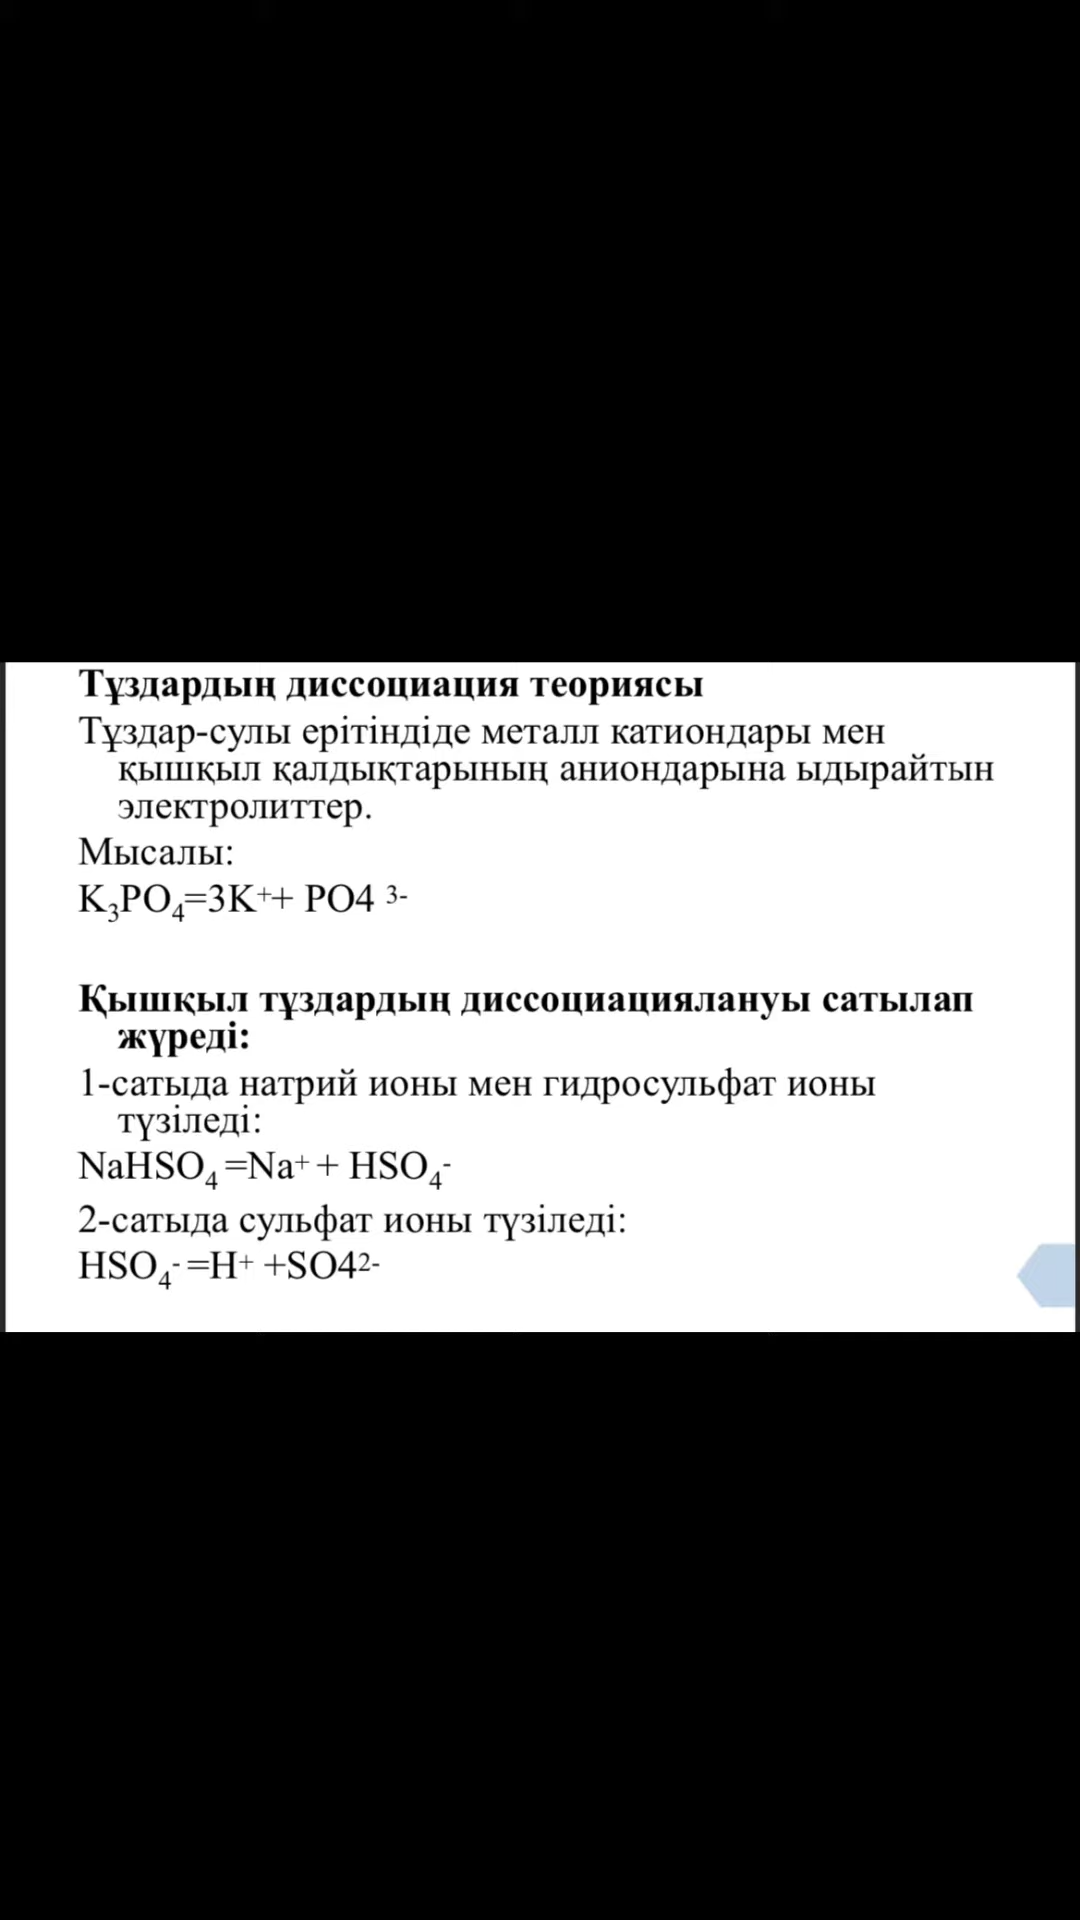 Тұздардың диссоциация теориясы
Тұздар-сулы ерітіндіде металл катиондары мен
қышқыл қалдықтарының аниондарына ыдырайтын
электролиттер.
Мысалы:
K₃PO₄=3K⁺+ PO4 ³⁻
Қышқыл тұздардың диссоциациялануы сатылап
жүреді:
1-сатыда натрий ионы мен гидросульфат ионы
түзіледі:
NaHSO₄ =Na⁺ + HSO₄⁻
2-сатыда сульфат ионы түзіледі:
HSO₄⁻ =H⁺ +SO4²⁻